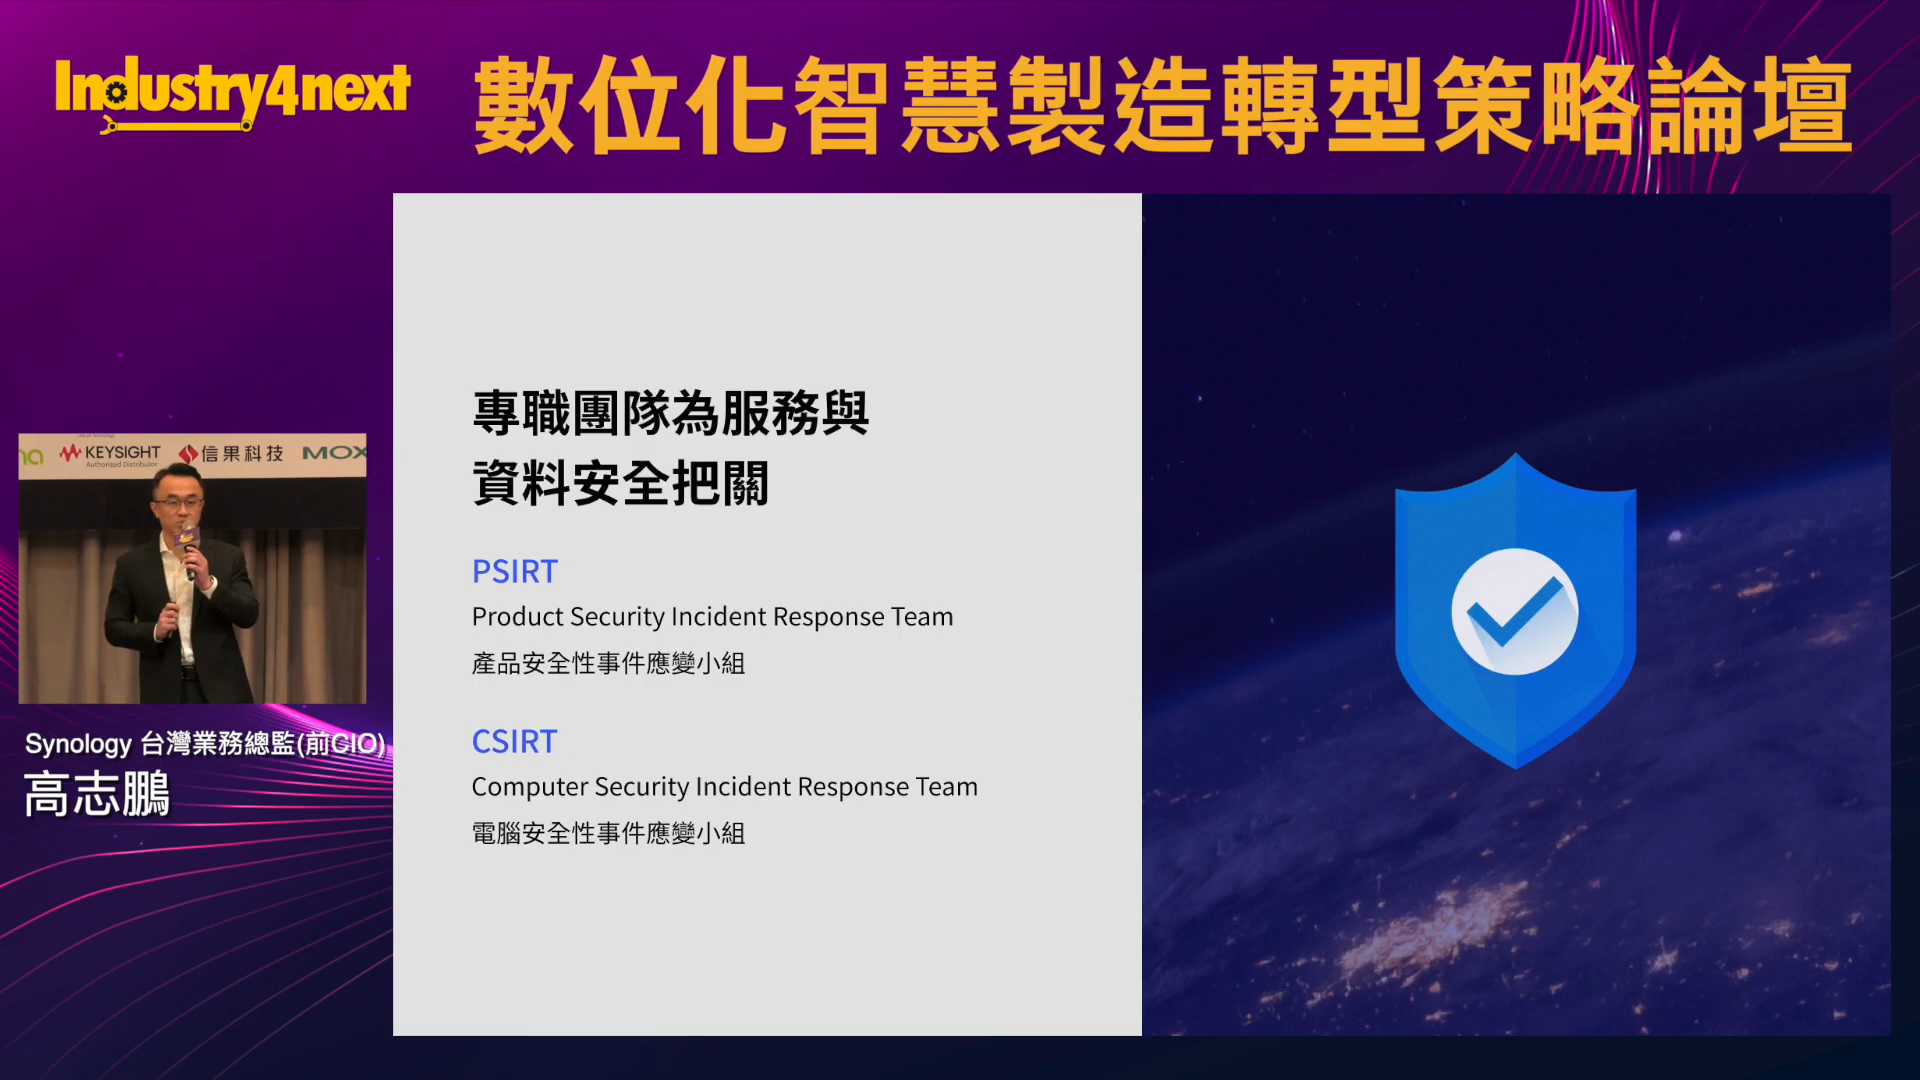 Industry4next
數位化智慧製造轉型策略論壇
專職團隊為服務與
資料安全把關
PSIRT
Product Security Incident Response Team
產品安全性事件應變小組
CSIRT
Computer Security Incident Response Team
電腦安全性事件應變小組
KEYSIGHT
Authorized Distributor
信果科技
MOX
Synology 台灣業務總監(前CIO)
高志鵬